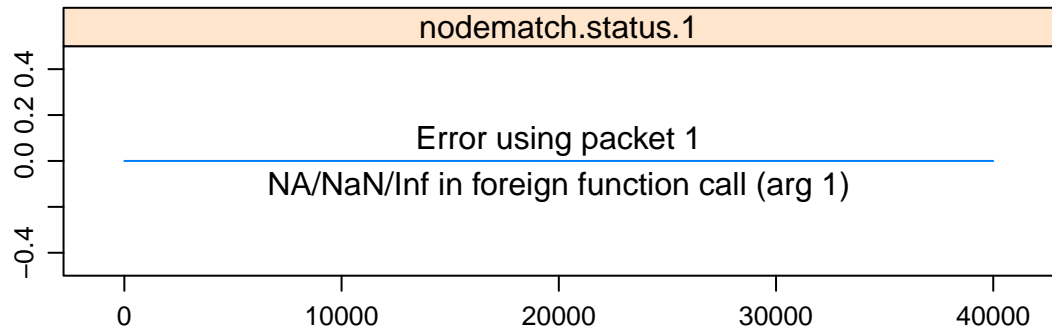 nodematch.status.1
0.4
0.2
0.0
−0.4
Error using packet 1
NA/NaN/Inf in foreign function call (arg 1)
0 10000 20000 30000 40000